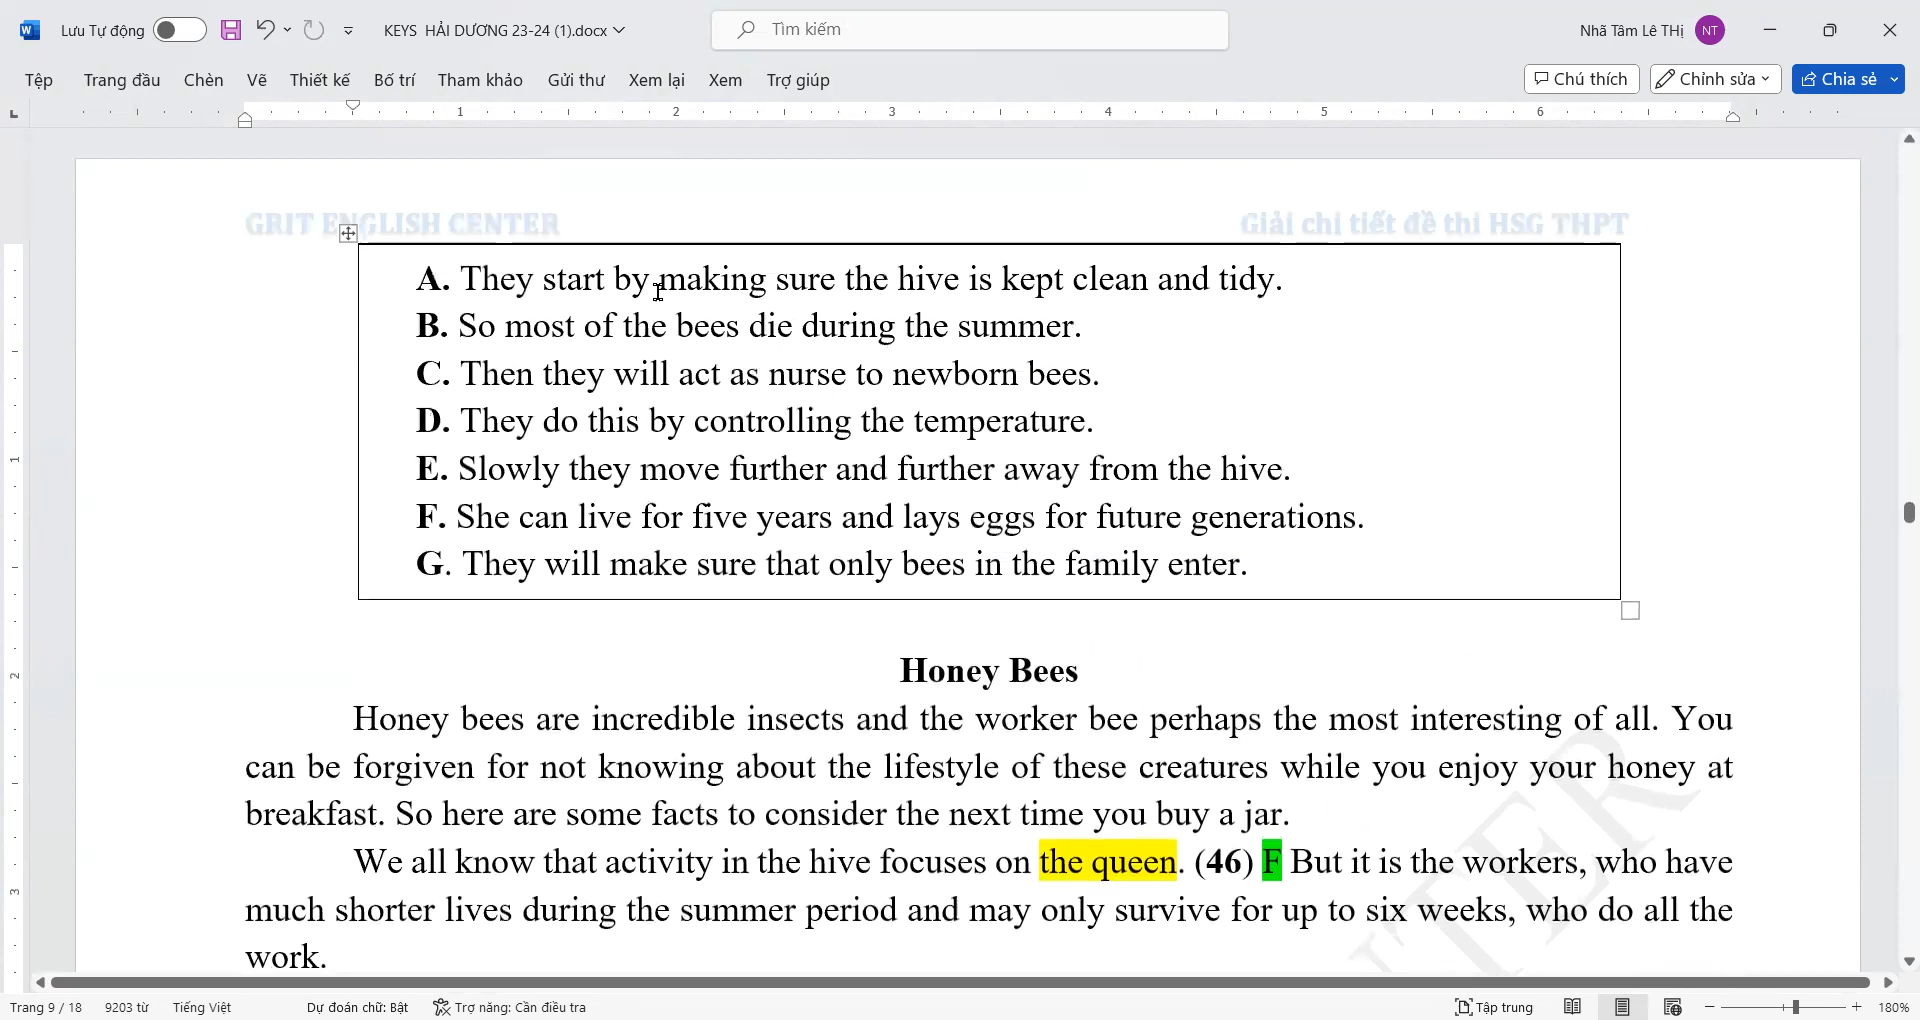 Lưu Tự động
KEYS HẢI DƯƠNG 23-24 (1).docx
Tìm kiếm
Nhã Tâm Lê THị
NT
Tệp Trang đầu Chèn Vẽ Thiết kế Bố trí Tham khảo Gửi thư Xem lại Xem Trợ giúp
Chú thích
Chỉnh sửa
Chia sẻ
1 2 3 4 5 6
GRIT ENGLISH CENTER
Giải chi tiết đề thi HSG THPT
A. They start by making sure the hive is kept clean and tidy.
B. So most of the bees die during the summer.
C. Then they will act as nurse to newborn bees.
D. They do this by controlling the temperature.
E. Slowly they move further and further away from the hive.
F. She can live for five years and lays eggs for future generations.
G. They will make sure that only bees in the family enter.
Honey Bees
Honey bees are incredible insects and the worker bee perhaps the most interesting of all. You
can be forgiven for not knowing about the lifestyle of these creatures while you enjoy your honey at
breakfast. So here are some facts to consider the next time you buy a jar.
We all know that activity in the hive focuses on the queen. (46) F But it is the workers, who have
much shorter lives during the summer period and may only survive for up to six weeks, who do all the
work.
NTER
1
2
3
Trang 9 / 18 9203 từ Tiếng Việt Dự đoán chữ: Bật Trợ năng: Cần điều tra
Tập trung
180%